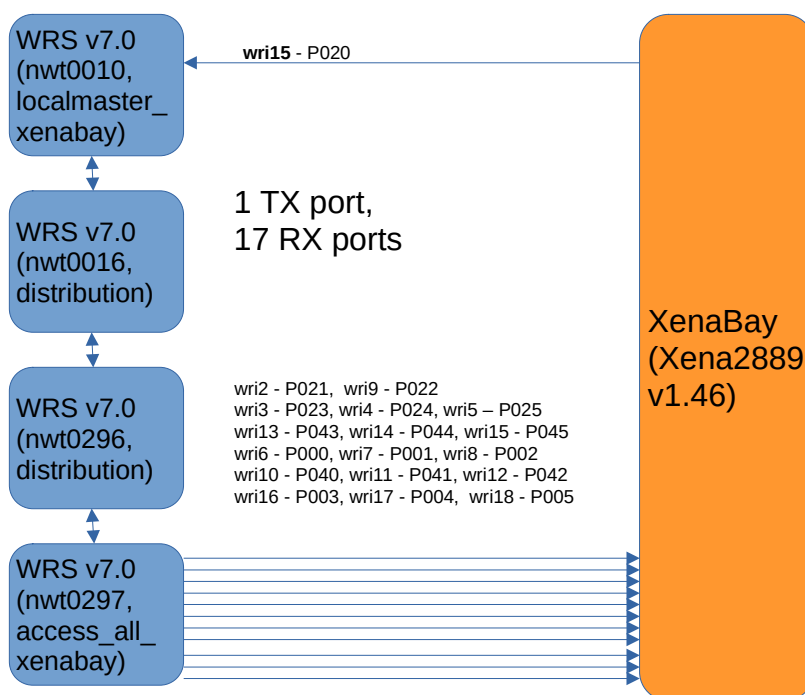 WRS v7.0
(nwt0010,
localmaster_
xenabay)
wri15 - P020
WRS v7.0
(nwt0016,
distribution)
1 TX port,
17 RX ports
XenaBay
(Xena2889
v1.46)
WRS v7.0
(nwt0296,
distribution)
wri2 - P021,  wri9 - P022
wri3 - P023, wri4 - P024, wri5 – P025
wri13 - P043, wri14 - P044, wri15 - P045
wri6 - P000, wri7 - P001, wri8 - P002
wri10 - P040, wri11 - P041, wri12 - P042
wri16 - P003, wri17 - P004,  wri18 - P005
WRS v7.0
(nwt0297,
access_all_
xenabay)